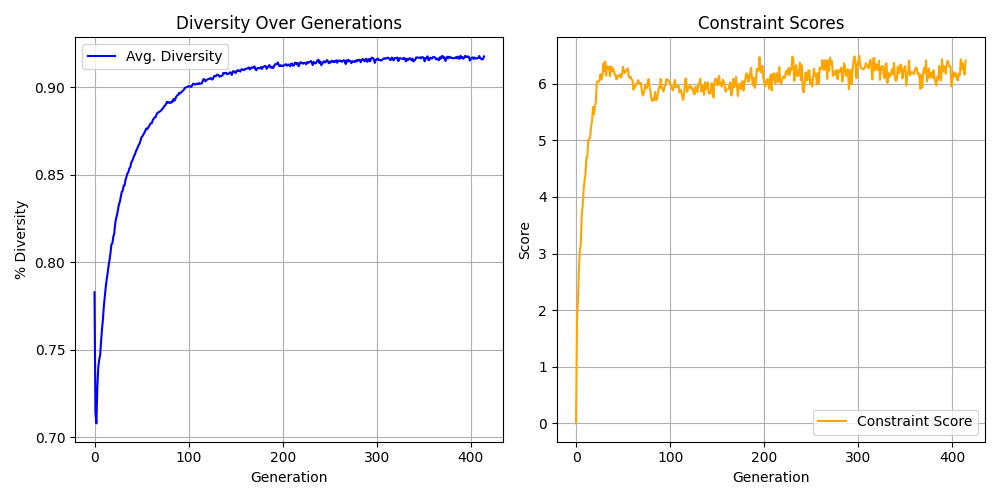 Diversity Over Generations
Avg. Diversity
% Diversity
0.90
0.85
0.80
0.75
0.70
0
100
200
300
400
Generation
Constraint Scores
Score
6
5
4
3
2
1
0
Constraint Score
0
100
200
300
400
Generation